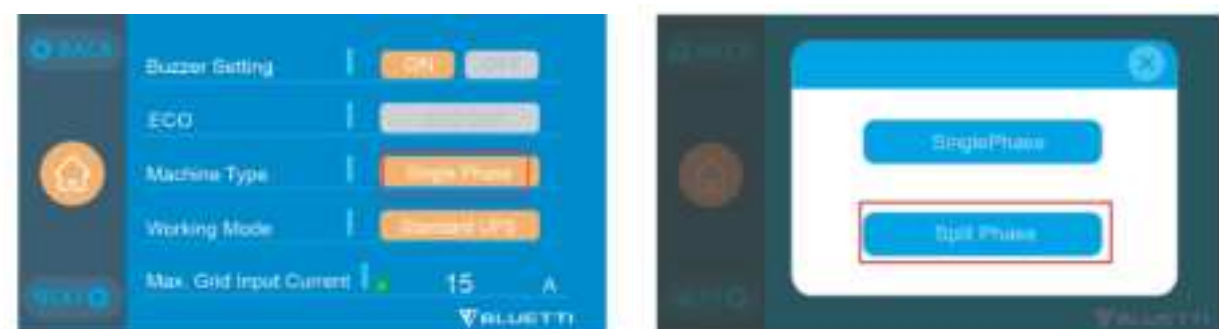 BACK
Buzzer Setting
ON
ECO
Machine Type
Single Phase
Working Mode
Standard UPS
Max. Grid Input Current
15 A
NEXT
BLUETTI
SinglePhase
Split Phase
BLUETTI